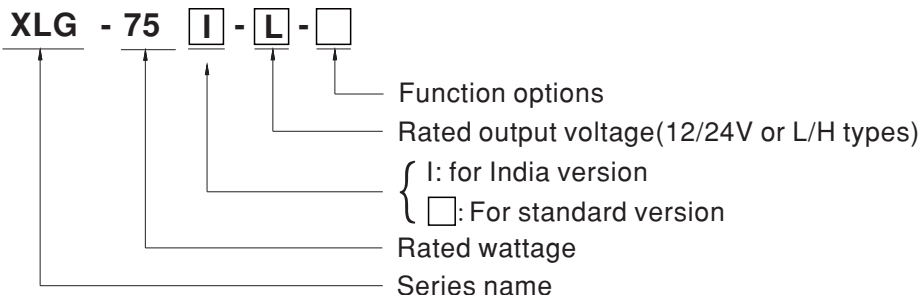 XLG - 75 I - L - □
Function options
Rated output voltage(12/24V or L/H types)
I: for India version
□: For standard version
Rated wattage
Series name